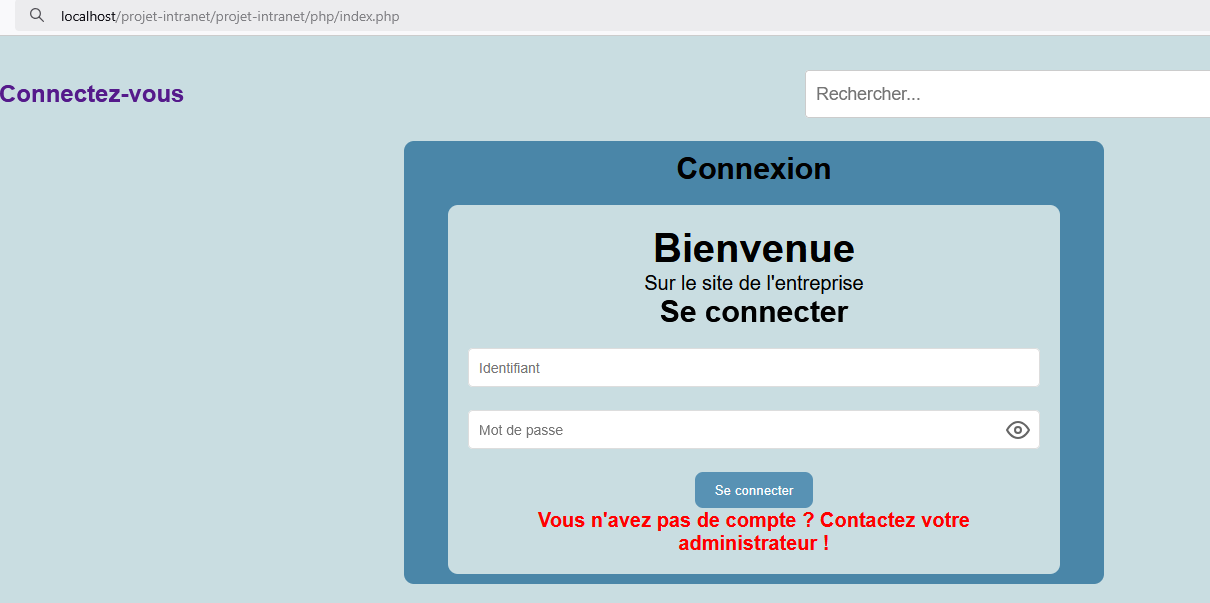 localhost/projet-intranet/projet-intranet/php/index.php
Connectez-vous
Rechercher...
Connexion
Bienvenue
Sur le site de l'entreprise
Se connecter
Identifiant
Mot de passe
Se connecter
Vous n'avez pas de compte ? Contactez votre
administrateur !